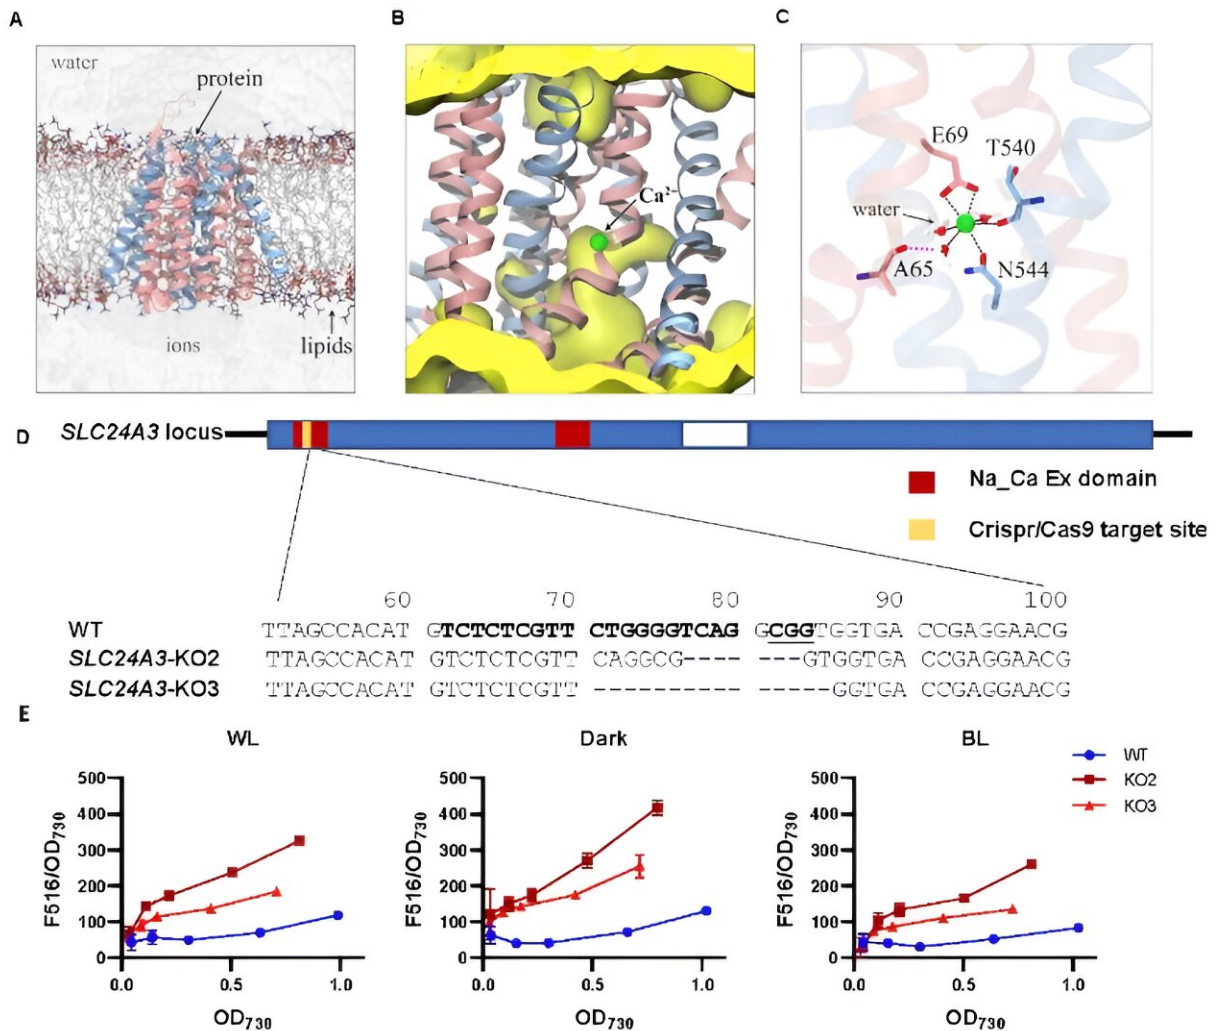 A
B
C
water
protein
ions
lipids
Ca²⁻
E69
T540
water
A65
N544
D
SLC24A3 locus
Na_Ca Ex domain
Crispr/Cas9 target site
60 70 80 90 100
WT TTAGCCACAT GTCTCTCGTT CTGGGGTCAG GCGGTGGTGA CCGAGGAACG
SLC24A3-KO2 TTAGCCACAT GTCTCTCGTT CAGGCG---- ---GTGGTGA CCGAGGAACG
SLC24A3-KO3 TTAGCCACAT GTCTCTCGTT ---------- -----GGTGA CCGAGGAACG
E
WL
Dark
BL
WT
KO2
KO3
F516/OD730
500
400
300
200
100
0
0.0 0.5 1.0
OD730
F516/OD730
500
400
300
200
100
0
0.0 0.5 1.0
OD730
F516/OD730
500
400
300
200
100
0
0.0 0.5 1.0
OD730